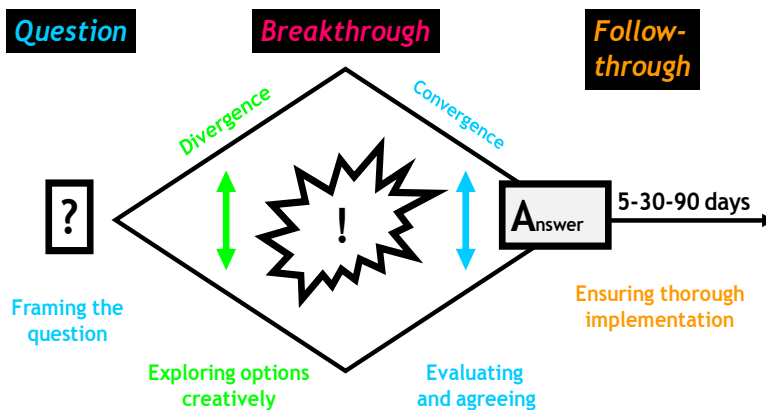 Question
Breakthrough
Follow-
through
Divergence
Convergence
?
!
Answer
5-30-90 days
Framing the
question
Exploring options
creatively
Evaluating
and agreeing
Ensuring thorough
implementation